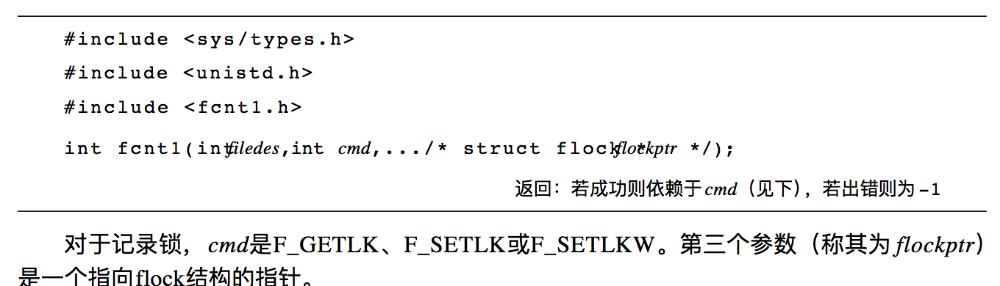 #include <sys/types.h>
#include <unistd.h>
#include <fcnt1.h>
int fcnt1(int filedes,int cmd,.../* struct flock * flockptr */);
返回：若成功则依赖于cmd（见下），若出错则为－1
对于记录锁，cmd是F_GETLK、F_SETLK或F_SETLKW。第三个参数（称其为flockptr）
是一个指向flock结构的指针。